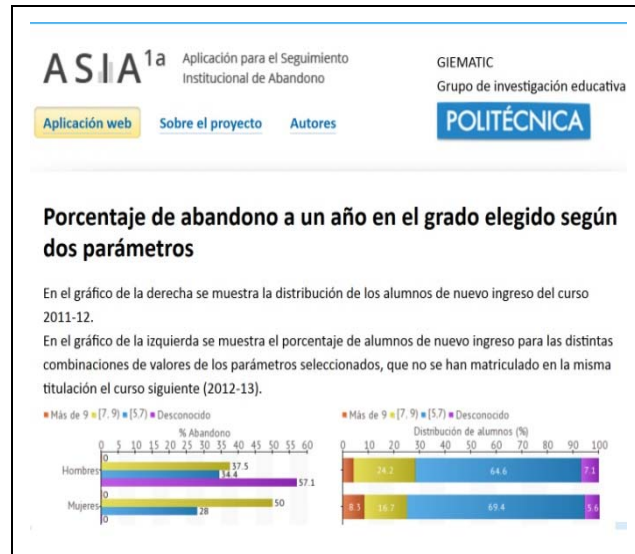 ASIA 1a
Aplicación para el Seguimiento
Institucional de Abandono
GIEMATIC
Grupo de investigación educativa
Aplicación web Sobre el proyecto Autores
POLITÉCNICA
Porcentaje de abandono a un año en el grado elegido según
dos parámetros
En el gráfico de la derecha se muestra la distribución de los alumnos de nuevo ingreso del curso
2011-12.
En el gráfico de la izquierda se muestra el porcentaje de alumnos de nuevo ingreso para las distintas
combinaciones de valores de los parámetros seleccionados, que no se han matriculado en la misma
titulación el curso siguiente (2012-13).
Más de 9 [7, 9) [5,7) Desconocido
% Abandono
0 5 10 15 20 25 30 35 40 45 50 55 60
Hombres
0
37.5
34.4
57.1
Mujeres
0
50
28
0
Más de 9 [7, 9) [5,7) Desconocido
Distribución de alumnos (%)
0 10 20 30 40 50 60 70 80 90 100
24.2 64.6 7.1
8.3 16.7 69.4 5.6